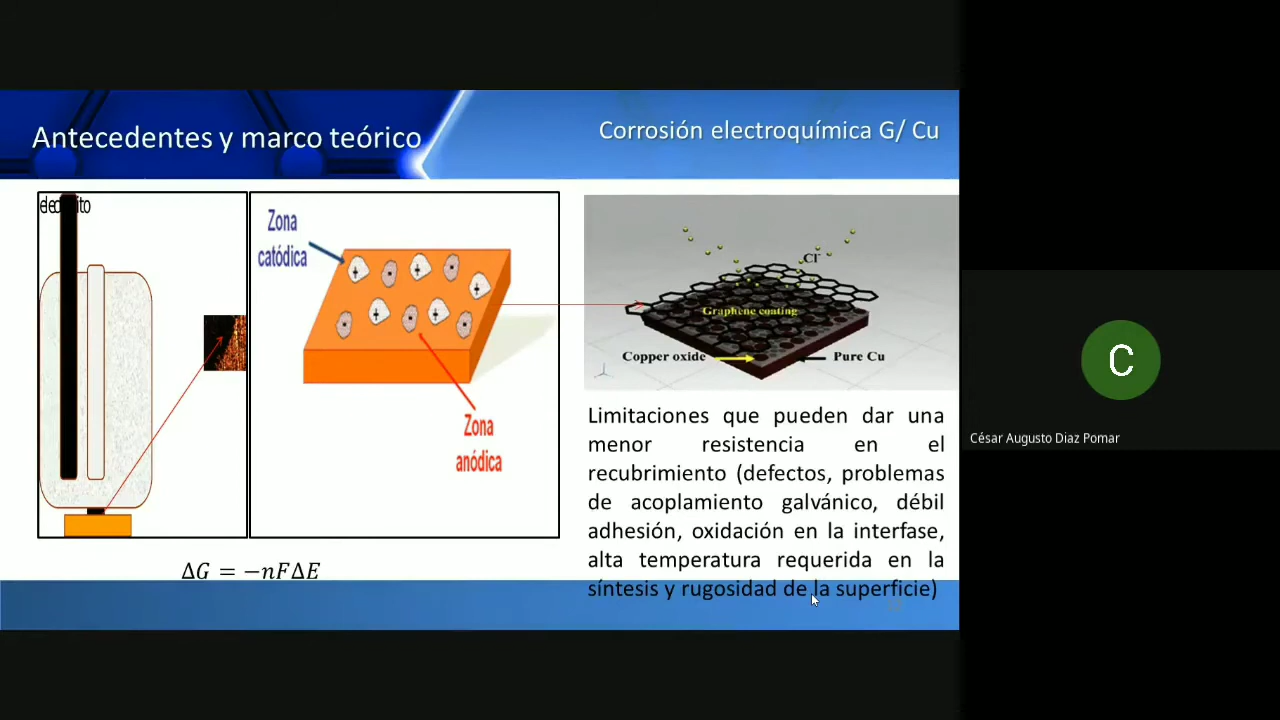 Antecedentes y marco teórico
Corrosión electroquímica G/ Cu
Zona
catódica
Zona
anódica
Cl-
Graphene coating
Copper oxide
Pure Cu
Limitaciones que pueden dar una
menor resistencia en el
recubrimiento (defectos, problemas
de acoplamiento galvánico, débil
adhesión, oxidación en la interfase,
alta temperatura requerida en la
síntesis y rugosidad de la superficie)
ΔG = −nFΔE
C
César Augusto Diaz Pomar